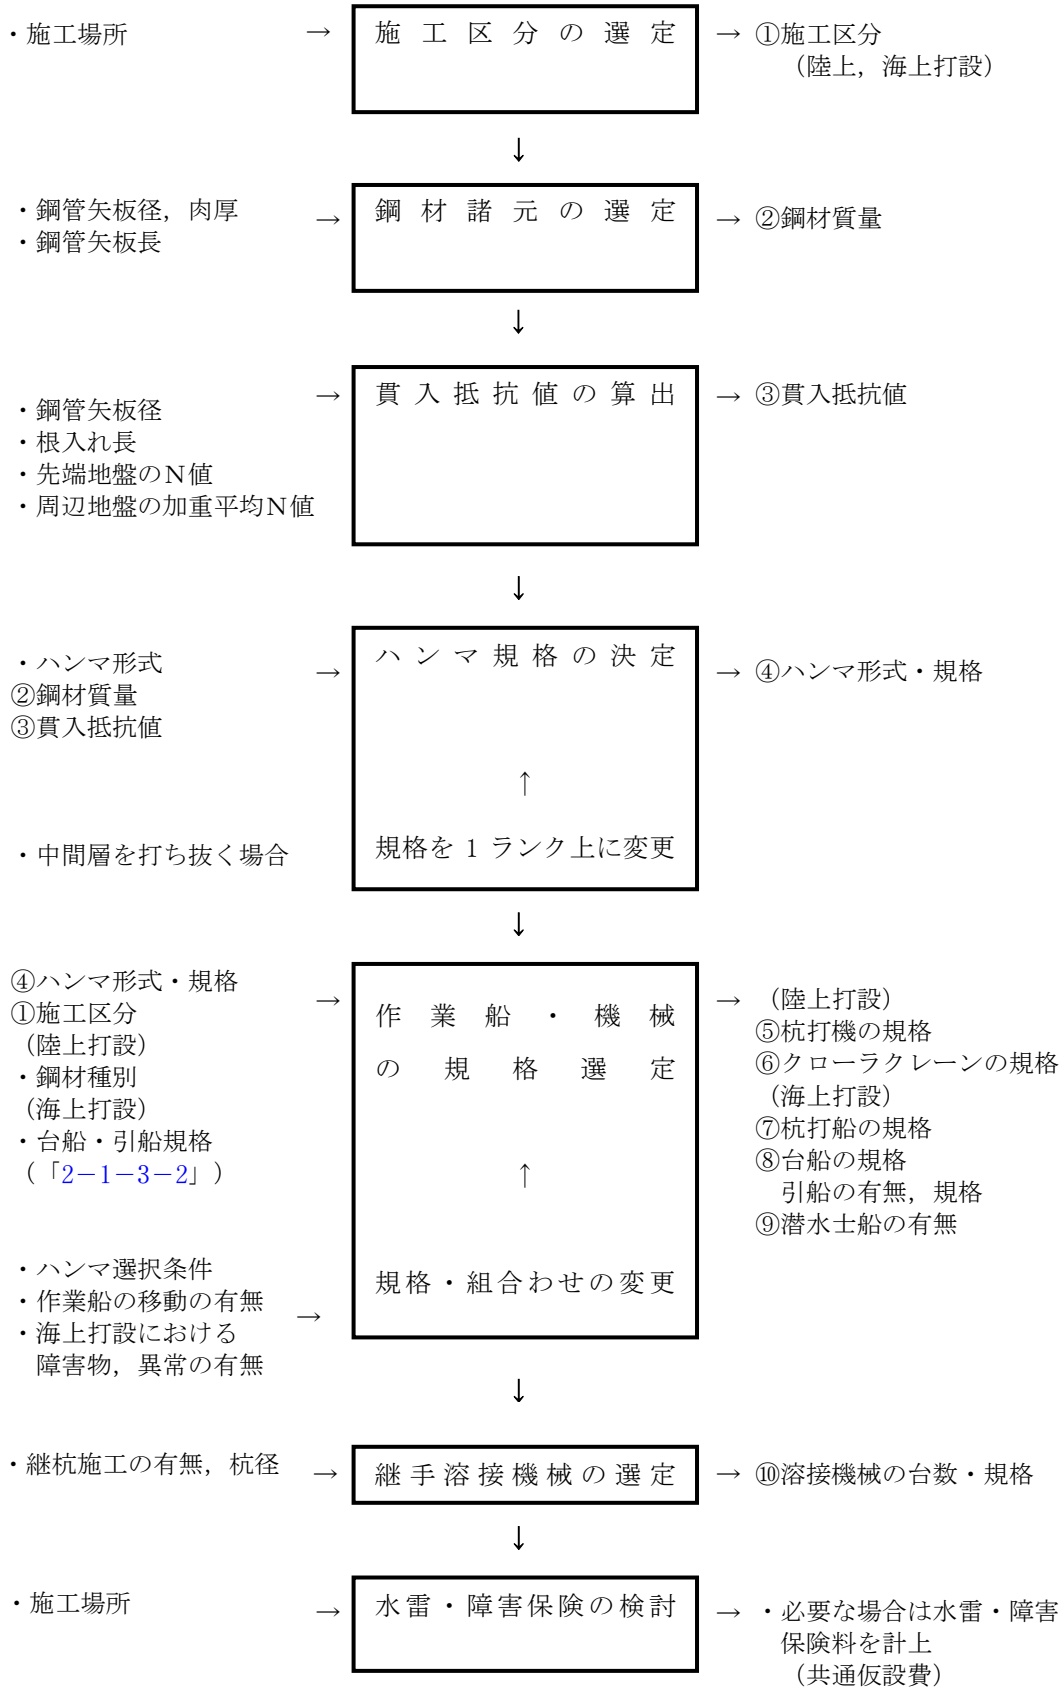 ・施工場所 → 施工区分の選定 → ①施工区分
（陸上，海上打設）
↓
・鋼管矢板径，肉厚 → 鋼材諸元の選定 → ②鋼材質量
・鋼管矢板長
↓
→ 貫入抵抗値の算出 → ③貫入抵抗値
・鋼管矢板径
・根入れ長
・先端地盤のＮ値
・周辺地盤の加重平均Ｎ値
↓
・ハンマ形式 → ハンマ規格の決定 → ④ハンマ形式・規格
②鋼材質量
③貫入抵抗値
↑
・中間層を打ち抜く場合 規格を 1 ランク上に変更
↓
④ハンマ形式・規格
①施工区分
（陸上打設）
・鋼材種別
（海上打設）
・台船・引船規格
（「2－1－3－2」）
→
作業船・機械
の規格選定
↑
・ハンマ選択条件
・作業船の移動の有無
・海上打設における
障害物，異常の有無
→
規格・組合わせの変更
→ （陸上打設）
⑤杭打機の規格
⑥クローラクレーンの規格
（海上打設）
⑦杭打船の規格
⑧台船の規格
引船の有無，規格
⑨潜水士船の有無
↓
・継杭施工の有無，杭径 → 継手溶接機械の選定 → ⑩溶接機械の台数・規格
↓
・施工場所 → 水雷・障害保険の検討 → ・必要な場合は水雷・障害
保険料を計上
（共通仮設費）